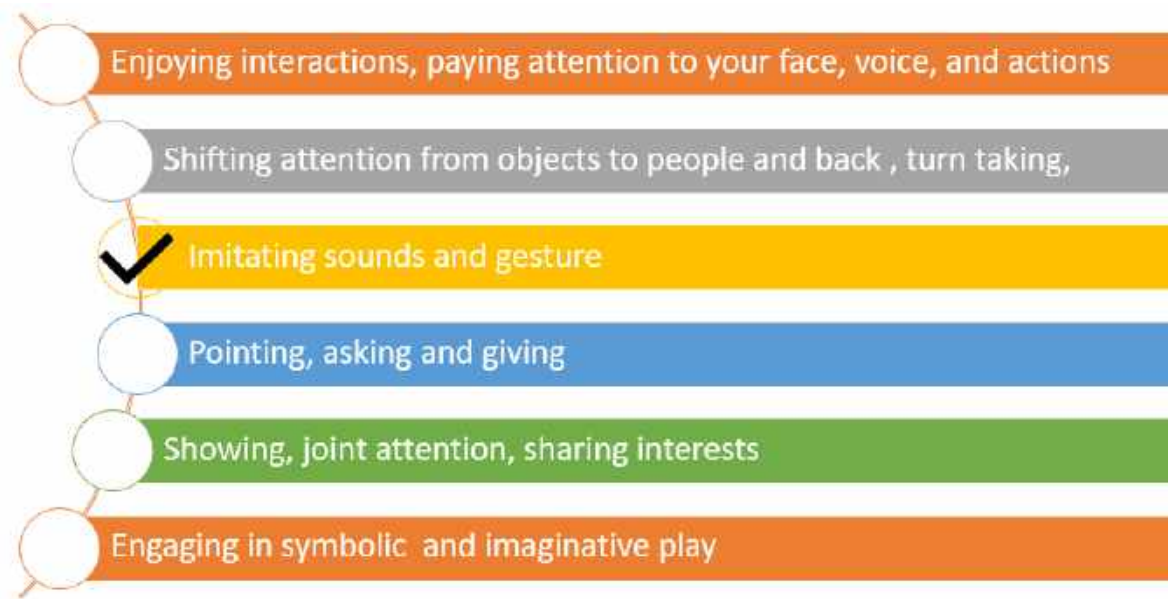 Enjoying interactions, paying attention to your face, voice, and actions
Shifting attention from objects to people and back , turn taking,
Imitating sounds and gesture
Pointing, asking and giving
Showing, joint attention, sharing interests
Engaging in symbolic  and imaginative play